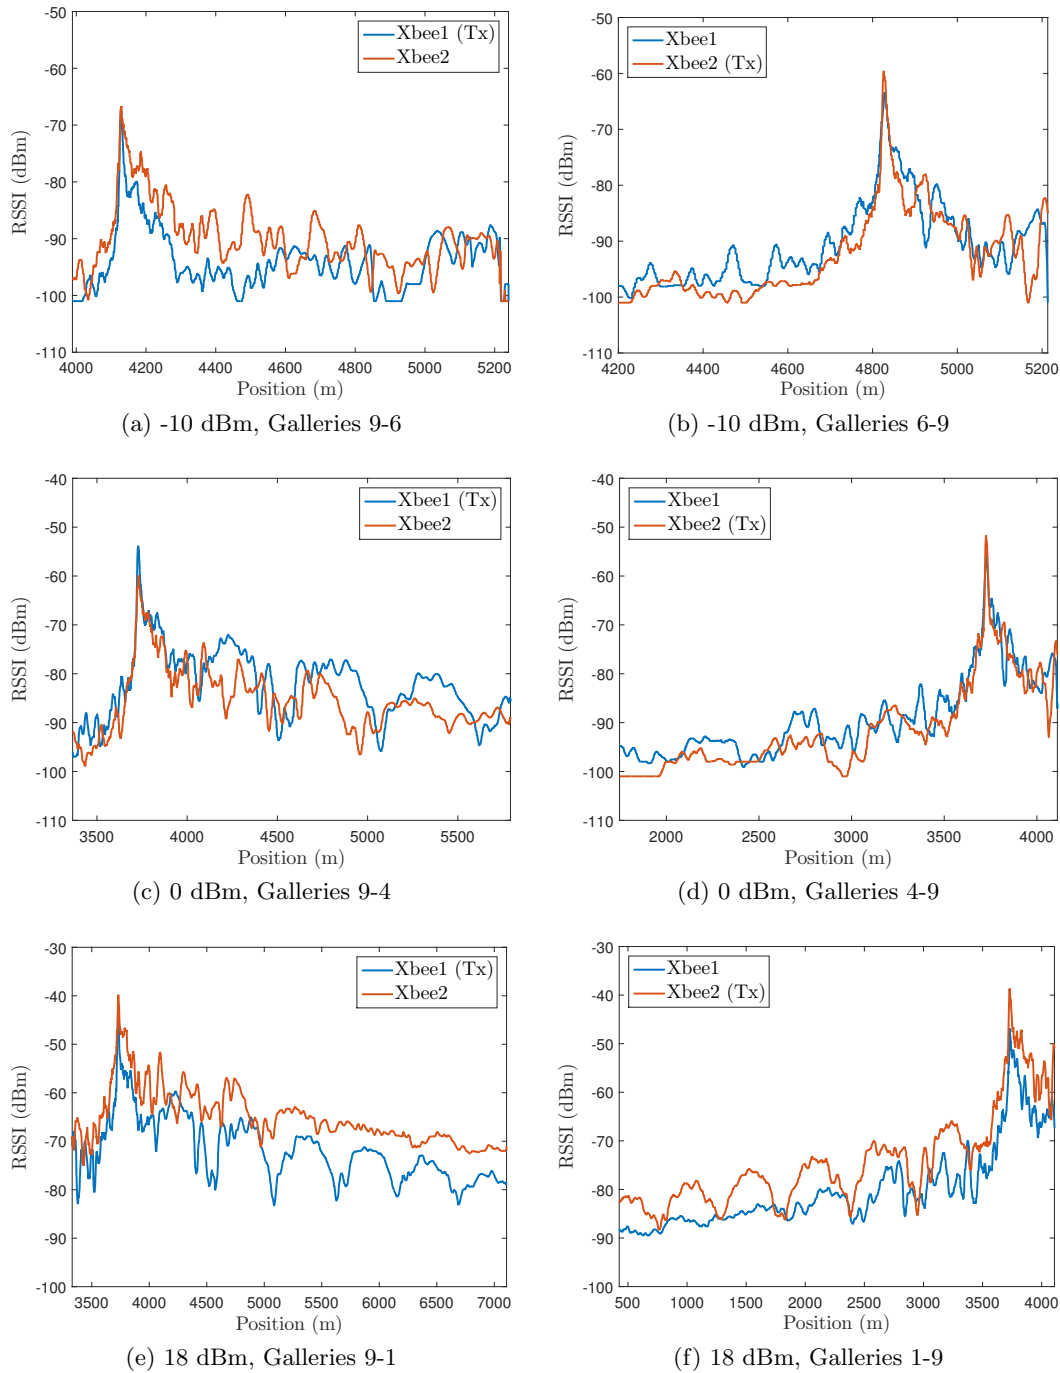 -50
-60
-70
-80
-90
-100
-110
RSSI (dBm)
4000 4200 4400 4600 4800 5000 5200
Position (m)
Xbee1 (Tx)
Xbee2
(a) -10 dBm, Galleries 9-6
-50
-60
-70
-80
-90
-100
-110
RSSI (dBm)
4200 4400 4600 4800 5000 5200
Position (m)
Xbee1
Xbee2 (Tx)
(b) -10 dBm, Galleries 6-9
-40
-50
-60
-70
-80
-90
-100
-110
RSSI (dBm)
3500 4000 4500 5000 5500
Position (m)
Xbee1 (Tx)
Xbee2
(c) 0 dBm, Galleries 9-4
-40
-50
-60
-70
-80
-90
-100
-110
RSSI (dBm)
2000 2500 3000 3500 4000
Position (m)
Xbee1
Xbee2 (Tx)
(d) 0 dBm, Galleries 4-9
-30
-40
-50
-60
-70
-80
-90
-100
RSSI (dBm)
3500 4000 4500 5000 5500 6000 6500 7000
Position (m)
Xbee1 (Tx)
Xbee2
(e) 18 dBm, Galleries 9-1
-30
-40
-50
-60
-70
-80
-90
-100
RSSI (dBm)
500 1000 1500 2000 2500 3000 3500 4000
Position (m)
Xbee1
Xbee2 (Tx)
(f) 18 dBm, Galleries 1-9